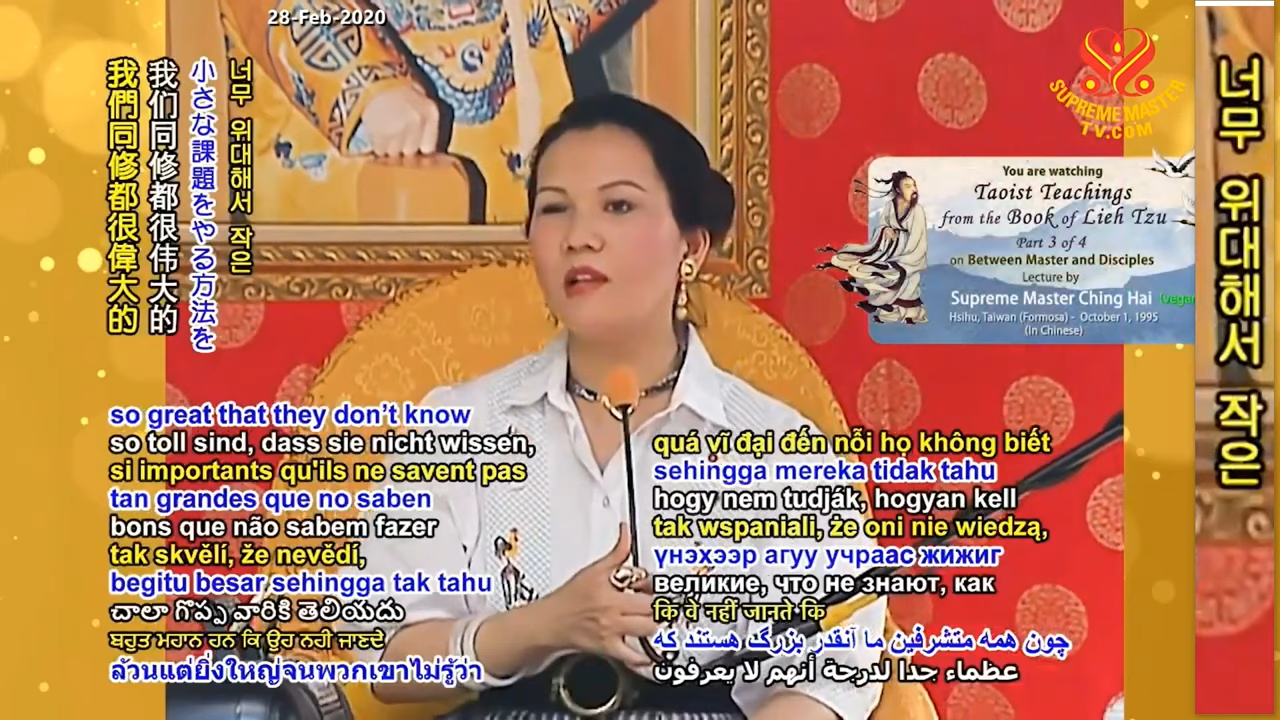 28-Feb-2020
너무 위대해서 작은
小さな課題をやる方法を
我们同修都很伟大的
我們同修都很偉大的
SUPREME MASTER
TV.COM
You are watching
Taoist Teachings
from the Book of Lieh Tzu
Part 3 of 4
on Between Master and Disciples
Lecture by
Supreme Master Ching Hai (vegan
Hsihu, Taiwan (Formosa) - October 1, 1995
(In Chinese)
so great that they don't know
so toll sind, dass sie nicht wissen,
si importants qu'ils ne savent pas
tan grandes que no saben
bons que não sabem fazer
tak skvělí, že nevědí,
begitu besar sehingga tak tahu
చాలా గొప్ప వారికి తెలియదు
ਬਹੁਤ ਮਹਾਨ ਹਨ ਕਿ ਉਹ ਨਹੀ ਜਾਣਦੇ
ล้วนแต่ยิ่งใหญ่จนพวกเขาไม่รู้ว่า
quá vĩ đại đến nỗi họ không biết
sehingga mereka tidak tahu
hogy nem tudják, hogyan kell
tak wspaniali, że oni nie wiedzą,
үнэхээр агуу учраас жижиг
великие, что не знают, как
कि वे नहीं जानते कि
چون همه متشرفین ما آنقدر بزرگ هستند که
عظماء جدا لدرجة أنهم لا يعرفون
너무 위대해서 작은